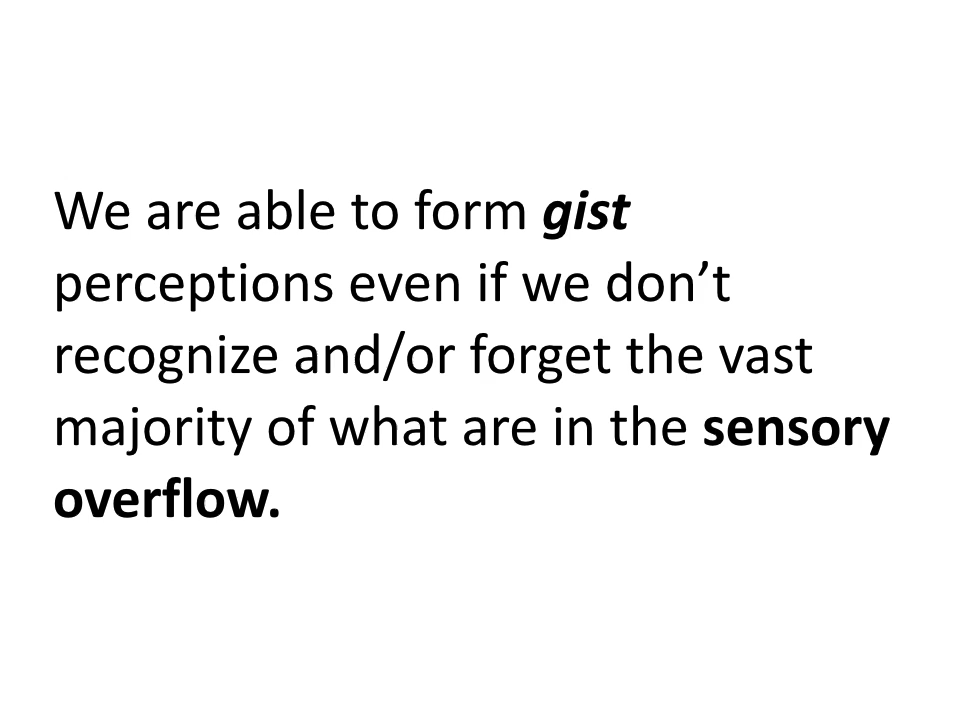 We are able to form gist
perceptions even if we don’t
recognize and/or forget the vast
majority of what are in the sensory
overflow.